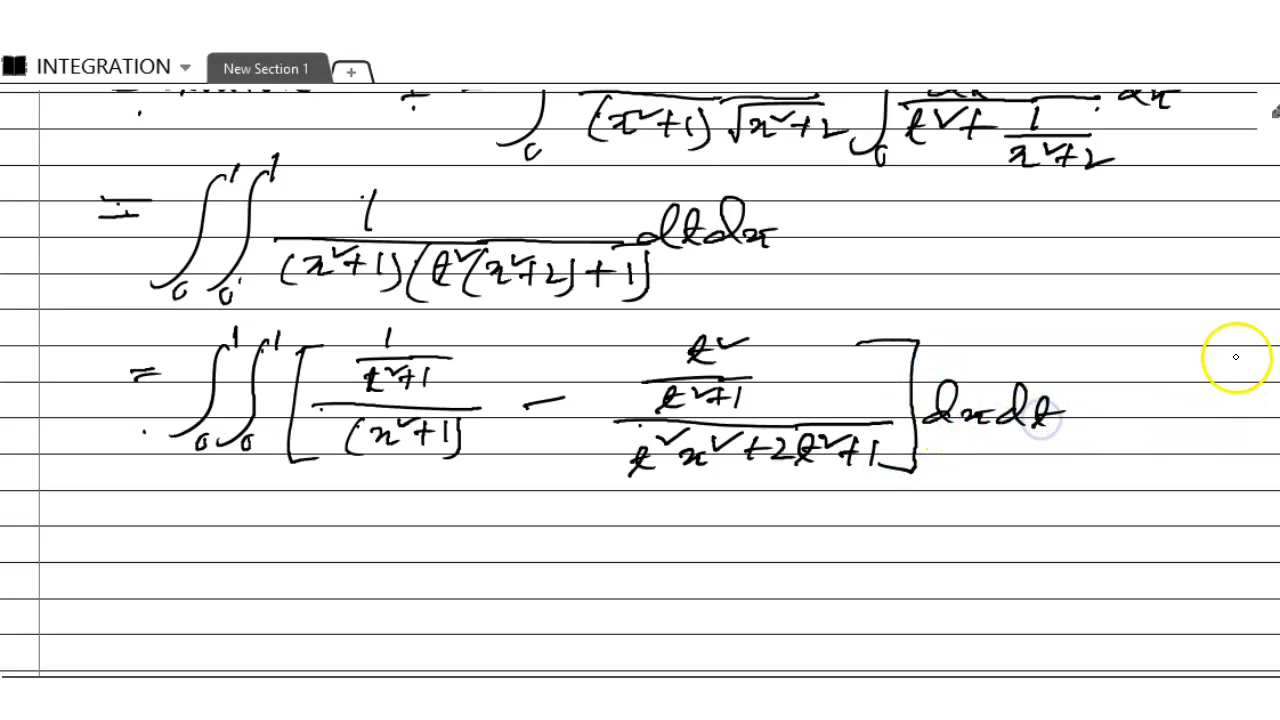 INTEGRATION
New Section 1
+
∫₀ 1/((x²+1)√(x²+2)) ∫₀ 1/(t²+1/(x²+2)) dx
= ∫₀¹ ∫₀¹ 1/((x²+1)(t²(x²+2)+1)) dt dx
= ∫₀¹ ∫₀¹ [ (1/(t²+1))/(x²+1) − (t²/(t²+1))/(t²x²+2t²+1) ] dx dt